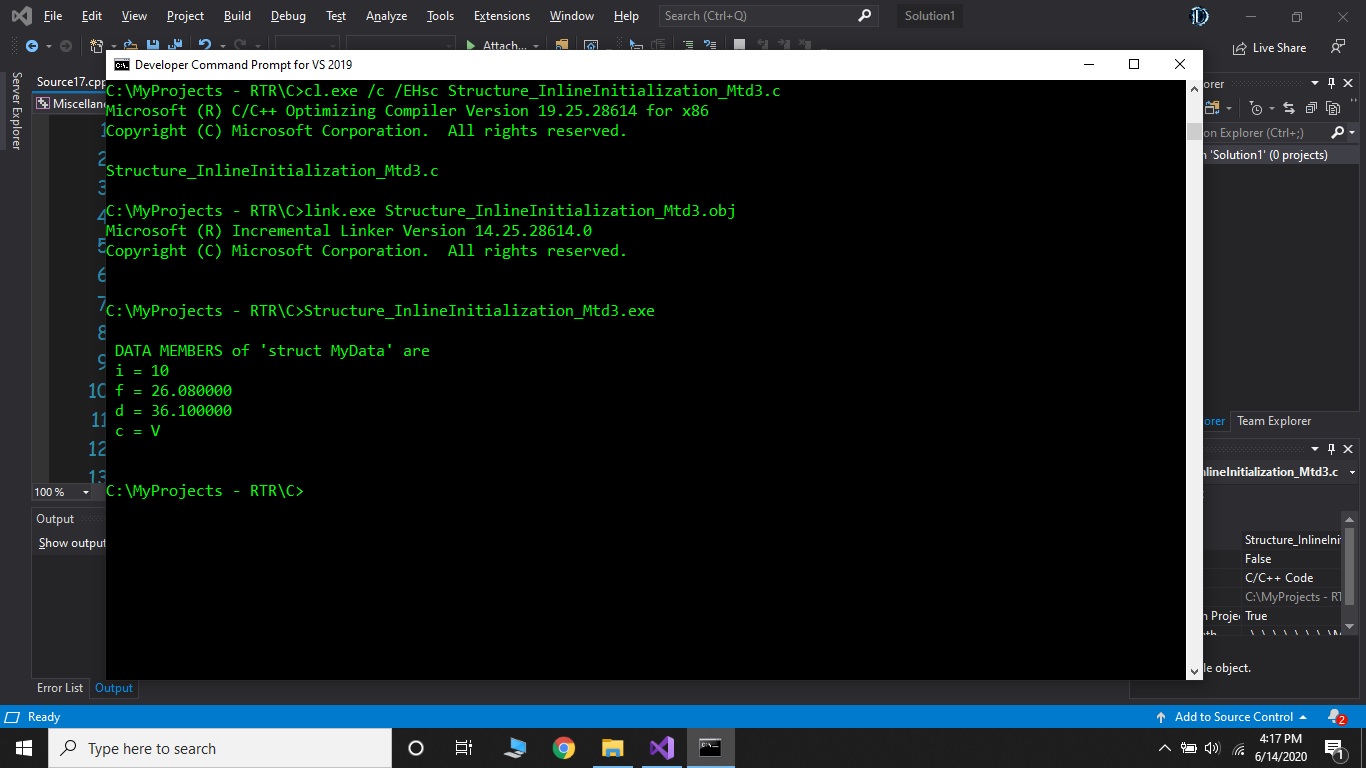 File Edit View Project Build Debug Test Analyze Tools Extensions Window Help Search (Ctrl+Q) Solution1
Attach... Live Share
Developer Command Prompt for VS 2019
Server Explorer
Source17.cpp
Miscellan
1
2
3
4
5
6
7
8
9
10
11
12
13
100 %
C:\MyProjects - RTR\C>cl.exe /c /EHsc Structure_InlineInitialization_Mtd3.c
Microsoft (R) C/C++ Optimizing Compiler Version 19.25.28614 for x86
Copyright (C) Microsoft Corporation.  All rights reserved.
Structure_InlineInitialization_Mtd3.c
C:\MyProjects - RTR\C>link.exe Structure_InlineInitialization_Mtd3.obj
Microsoft (R) Incremental Linker Version 14.25.28614.0
Copyright (C) Microsoft Corporation.  All rights reserved.
C:\MyProjects - RTR\C>Structure_InlineInitialization_Mtd3.exe
DATA MEMBERS of 'struct MyData' are
i = 10
f = 26.080000
d = 36.100000
c = V
C:\MyProjects - RTR\C>
orer
on Explorer (Ctrl+;)
'Solution1' (0 projects)
orer Team Explorer
nlineInitialization_Mtd3.c
Structure_InlineIni
False
C/C++ Code
C:\MyProjects - RT
n Proje True
le object.
Output
Show output
Error List Output
Ready Add to Source Control 2
Type here to search
4:17 PM
6/14/2020
1